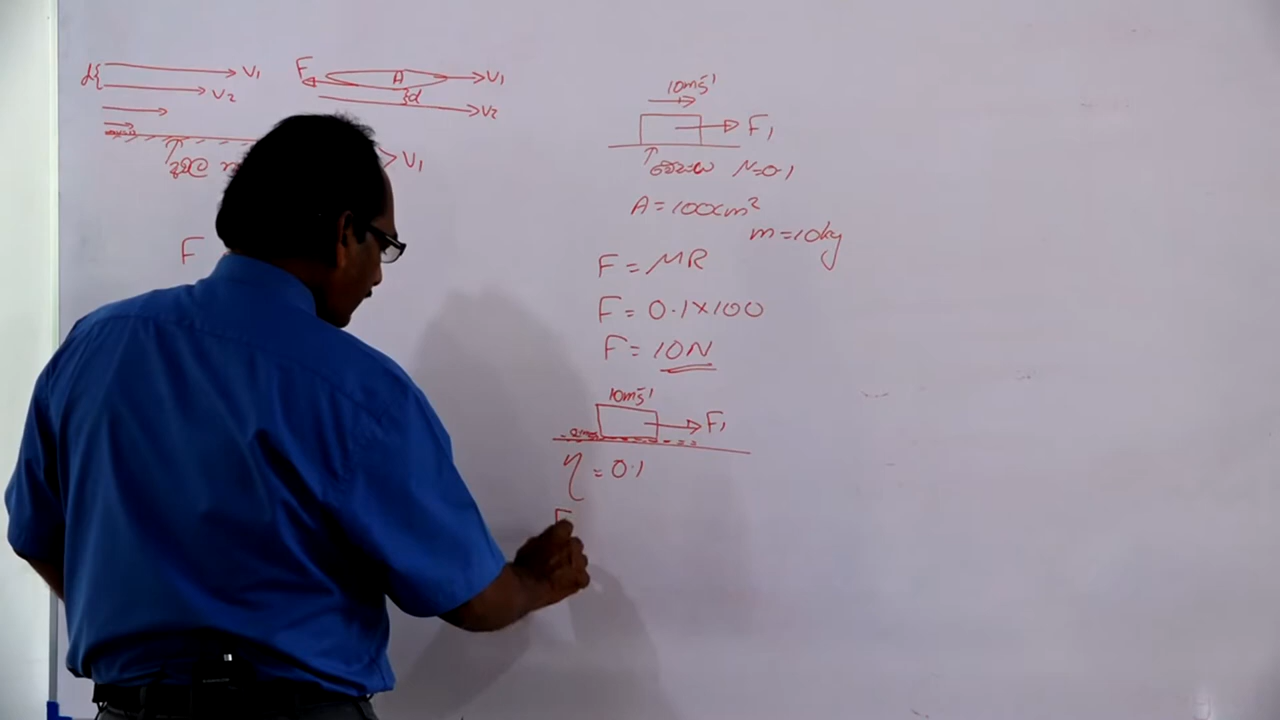 d{ V₁ F A V₁
V₂ }d V₂
V₁
F
10ms⁻¹
F₁
μ=0.1
A = 100cm²
m = 10kg
F = μR
F = 0.1×100
F = 10N
10ms⁻¹
F₁
η = 0.1
F